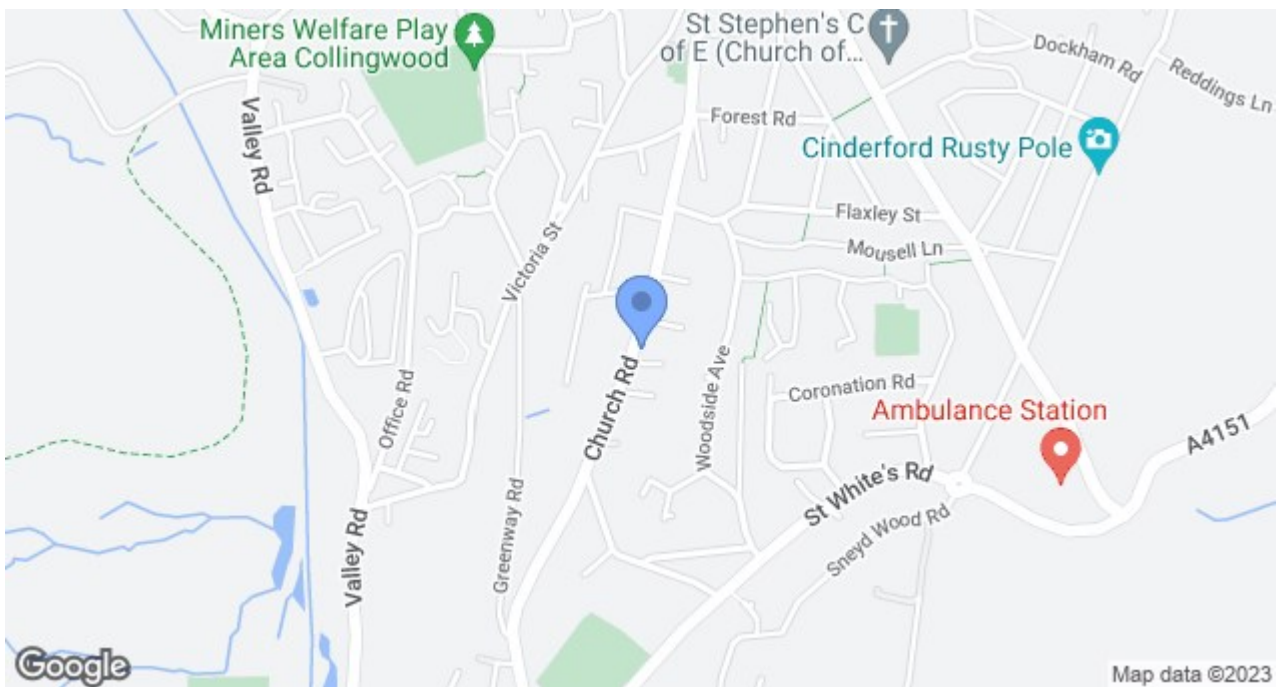 Miners Welfare Play
Area Collingwood
St Stephen's C
of E (Church of...
Dockham Rd
Reddings Ln
Valley Rd
Forest Rd
Cinderford Rusty Pole
Flaxley St
Mousell Ln
Victoria St
Church Rd
Woodside Ave
Office Rd
Coronation Rd
Ambulance Station
A4151
St White's Rd
Sneyd Wood Rd
Greenway Rd
Valley Rd
Google
Map data ©2023